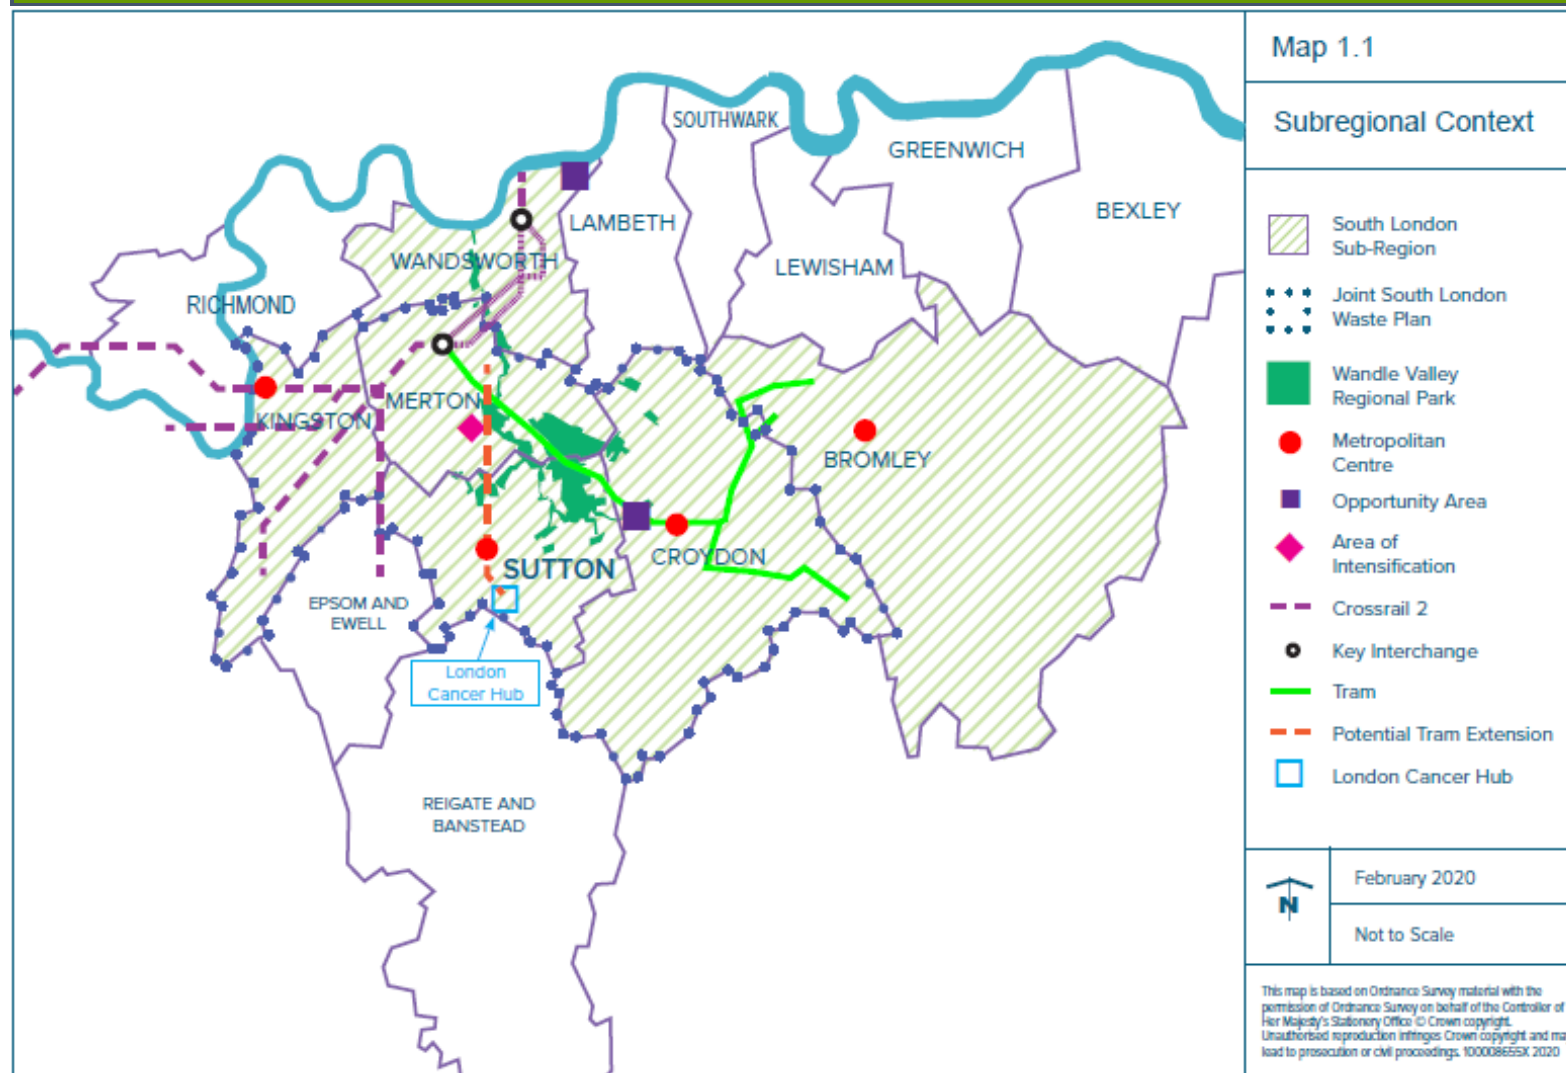 Map 1.1
Subregional Context
SOUTHWARK
GREENWICH
BEXLEY
LAMBETH
LEWISHAM
WANDSWORTH
RICHMOND
MERTON
KINGSTON
BROMLEY
CROYDON
SUTTON
EPSOM AND
EWELL
London
Cancer Hub
REIGATE AND
BANSTEAD
South London
Sub-Region
Joint South London
Waste Plan
Wandle Valley
Regional Park
Metropolitan
Centre
Opportunity Area
Area of
Intensification
Crossrail 2
Key Interchange
Tram
Potential Tram Extension
London Cancer Hub
N
February 2020
Not to Scale
This map is based on Ordnance Survey material with the
permission of Ordnance Survey on behalf of the Controller of
Her Majesty's Stationery Office © Crown copyright.
Unauthorised reproduction infringes Crown copyright and ma
lead to prosecution or civil proceedings. 100008655X 2020